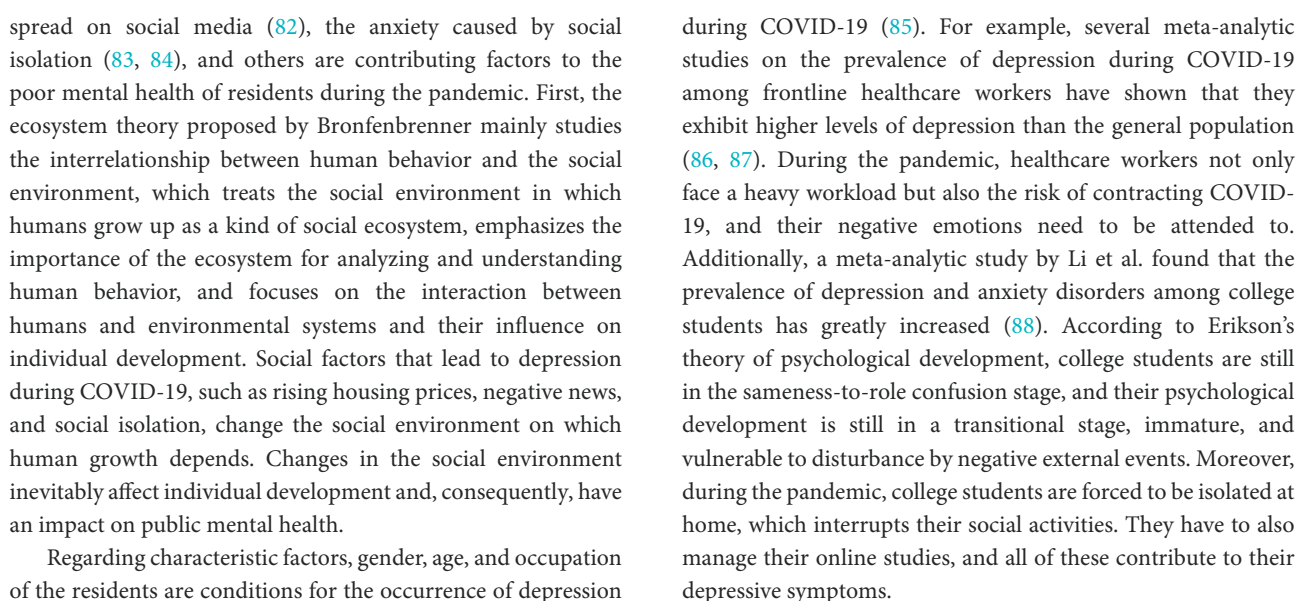 spread on social media (82), the anxiety caused by social
isolation (83, 84), and others are contributing factors to the
poor mental health of residents during the pandemic. First, the
ecosystem theory proposed by Bronfenbrenner mainly studies
the interrelationship between human behavior and the social
environment, which treats the social environment in which
humans grow up as a kind of social ecosystem, emphasizes the
importance of the ecosystem for analyzing and understanding
human behavior, and focuses on the interaction between
humans and environmental systems and their influence on
individual development. Social factors that lead to depression
during COVID-19, such as rising housing prices, negative news,
and social isolation, change the social environment on which
human growth depends. Changes in the social environment
inevitably affect individual development and, consequently, have
an impact on public mental health.
Regarding characteristic factors, gender, age, and occupation
of the residents are conditions for the occurrence of depression
during COVID-19 (85). For example, several meta-analytic
studies on the prevalence of depression during COVID-19
among frontline healthcare workers have shown that they
exhibit higher levels of depression than the general population
(86, 87). During the pandemic, healthcare workers not only
face a heavy workload but also the risk of contracting COVID-
19, and their negative emotions need to be attended to.
Additionally, a meta-analytic study by Li et al. found that the
prevalence of depression and anxiety disorders among college
students has greatly increased (88). According to Erikson’s
theory of psychological development, college students are still
in the sameness-to-role confusion stage, and their psychological
development is still in a transitional stage, immature, and
vulnerable to disturbance by negative external events. Moreover,
during the pandemic, college students are forced to be isolated at
home, which interrupts their social activities. They have to also
manage their online studies, and all of these contribute to their
depressive symptoms.